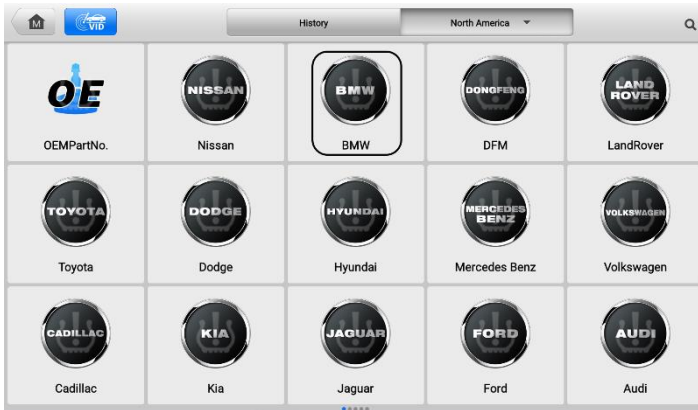 M
VID
History
North America
OE
NISSAN
BMW
DONGFENG
LAND
ROVER
OEMPartNo.
Nissan
BMW
DFM
LandRover
TOYOTA
DODGE
HYUNDAI
MERCEDES
BENZ
VOLKSWAGEN
Toyota
Dodge
Hyundai
Mercedes Benz
Volkswagen
CADILLAC
KIA
JAGUAR
FORD
AUDI
Cadillac
Kia
Jaguar
Ford
Audi